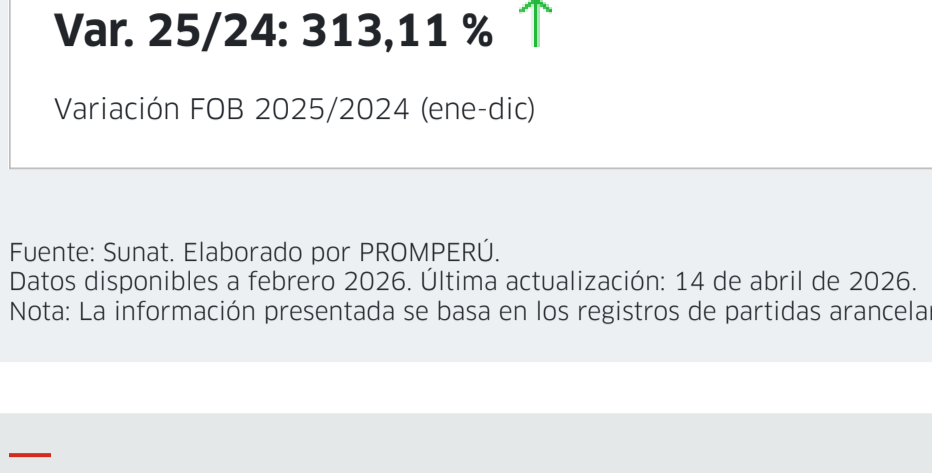 Var. 25/24: 313,11 %
Variación FOB 2025/2024 (ene-dic)
Fuente: Sunat. Elaborado por PROMPERÚ.
Datos disponibles a febrero 2026. Última actualización: 14 de abril de 2026.
Nota: La información presentada se basa en los registros de partidas